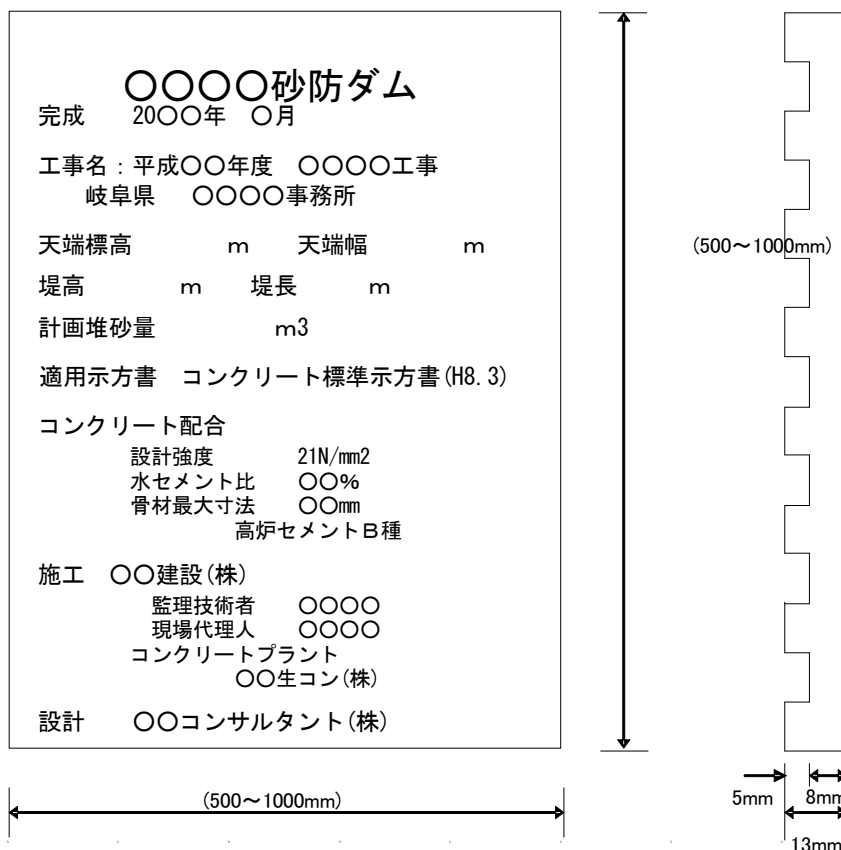 〇〇〇〇砂防ダム
完成　20〇〇年　〇月
工事名：平成〇〇年度　〇〇〇〇工事
岐阜県　〇〇〇〇事務所
天端標高　　　　ｍ　天端幅　　　　ｍ
堤高　　　　ｍ　堤長　　　ｍ
計画堆砂量　　　　　ｍ3
適用示方書　コンクリート標準示方書(H8.3)
コンクリート配合
設計強度　21N/mm2
水セメント比　〇〇%
骨材最大寸法　〇〇mm
高炉セメントＢ種
施工　〇〇建設(株)
監理技術者　〇〇〇〇
現場代理人　〇〇〇〇
コンクリートプラント
〇〇生コン(株)
設計　〇〇コンサルタント(株)
(500～1000mm)
(500～1000mm)
5mm　8mm
13mm